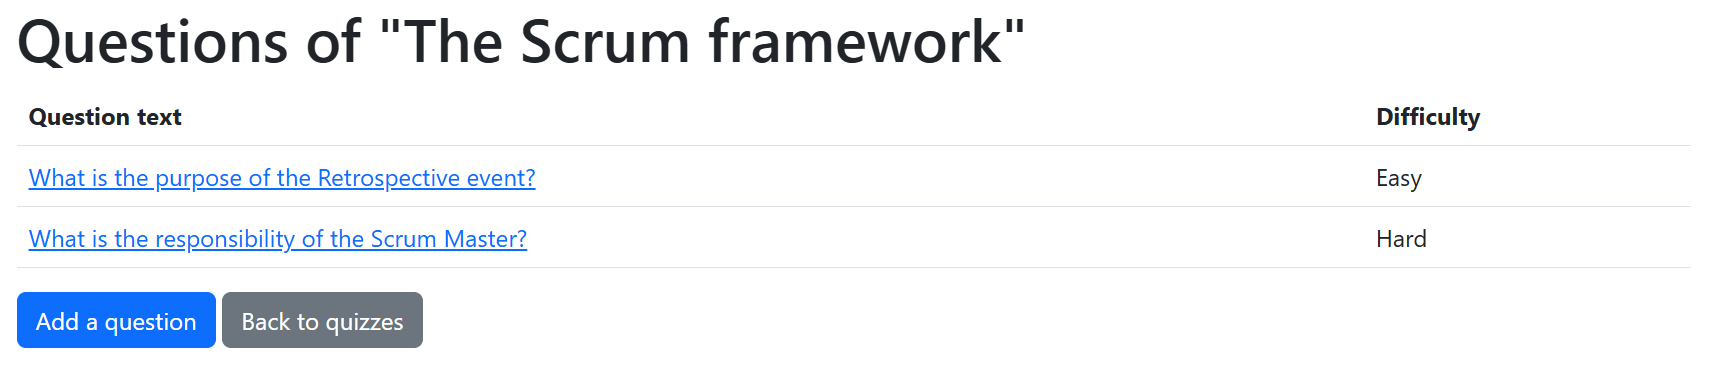 Questions of "The Scrum framework"
Question text Difficulty
What is the purpose of the Retrospective event? Easy
What is the responsibility of the Scrum Master? Hard
Add a question Back to quizzes